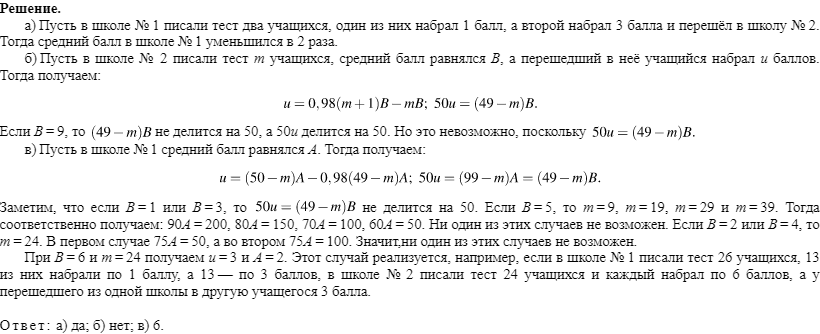 Решение.
а) Пусть в школе № 1 писали тест два учащихся, один из них набрал 1 балл, а второй набрал 3 балла и перешёл в школу № 2.
Тогда средний балл в школе № 1 уменьшился в 2 раза.
б) Пусть в школе № 2 писали тест m учащихся, средний балл равнялся B, а перешедший в неё учащийся набрал u баллов.
Тогда получаем:
u = 0,98(m + 1)B − mB; 50u = (49 − m)B.
Если B = 9, то (49 − m)B не делится на 50, а 50u делится на 50. Но это невозможно, поскольку 50u = (49 − m)B.
в) Пусть в школе № 1 средний балл равнялся A. Тогда получаем:
u = (50 − m)A − 0,98(49 − m)A; 50u = (99 − m)A = (49 − m)B.
Заметим, что если B = 1 или B = 3, то 50u = (49 − m)B не делится на 50. Если B = 5, то m = 9, m = 19, m = 29 и m = 39. Тогда
соответственно получаем: 90A = 200, 80A = 150, 70A = 100, 60A = 50. Ни один из этих случаев не возможен. Если B = 2 или B = 4, то
m = 24. В первом случае 75A = 50, а во втором 75A = 100. Значит,ни один из этих случаев не возможен.
При B = 6 и m = 24 получаем u = 3 и A = 2. Этот случай реализуется, например, если в школе № 1 писали тест 26 учащихся, 13
из них набрали по 1 баллу, а 13 — по 3 баллов, в школе № 2 писали тест 24 учащихся и каждый набрал по 6 баллов, а у
перешедшего из одной школы в другую учащегося 3 балла.
Ответ: а) да; б) нет; в) 6.